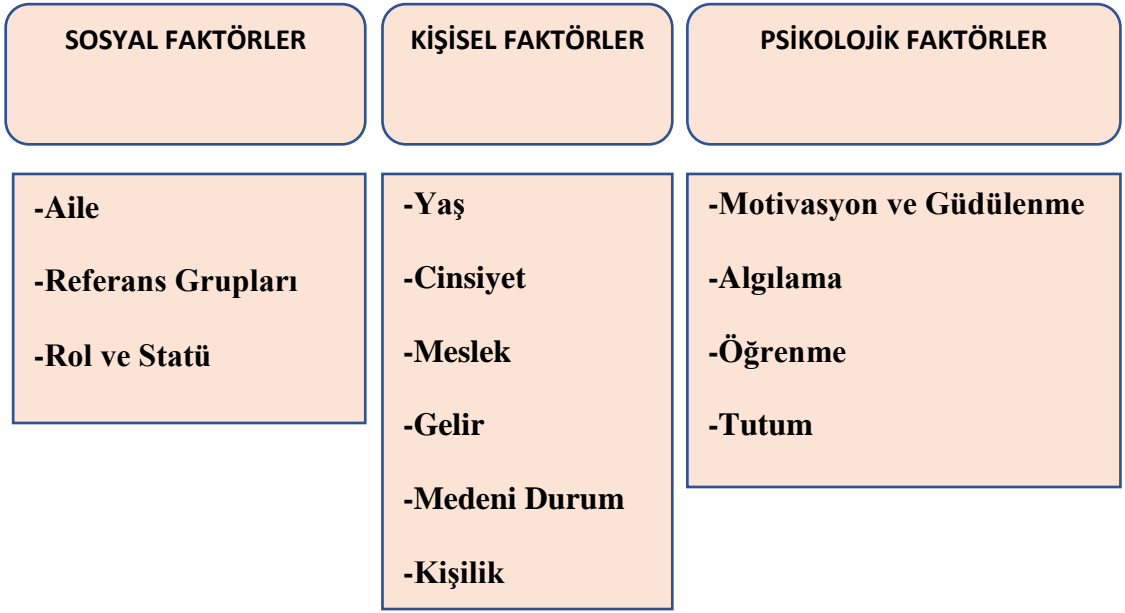 SOSYAL FAKTÖRLER
-Aile
-Referans Grupları
-Rol ve Statü
KİŞİSEL FAKTÖRLER
-Yaş
-Cinsiyet
-Meslek
-Gelir
-Medeni Durum
-Kişilik
PSİKOLOJİK FAKTÖRLER
-Motivasyon ve Güdülenme
-Algılama
-Öğrenme
-Tutum